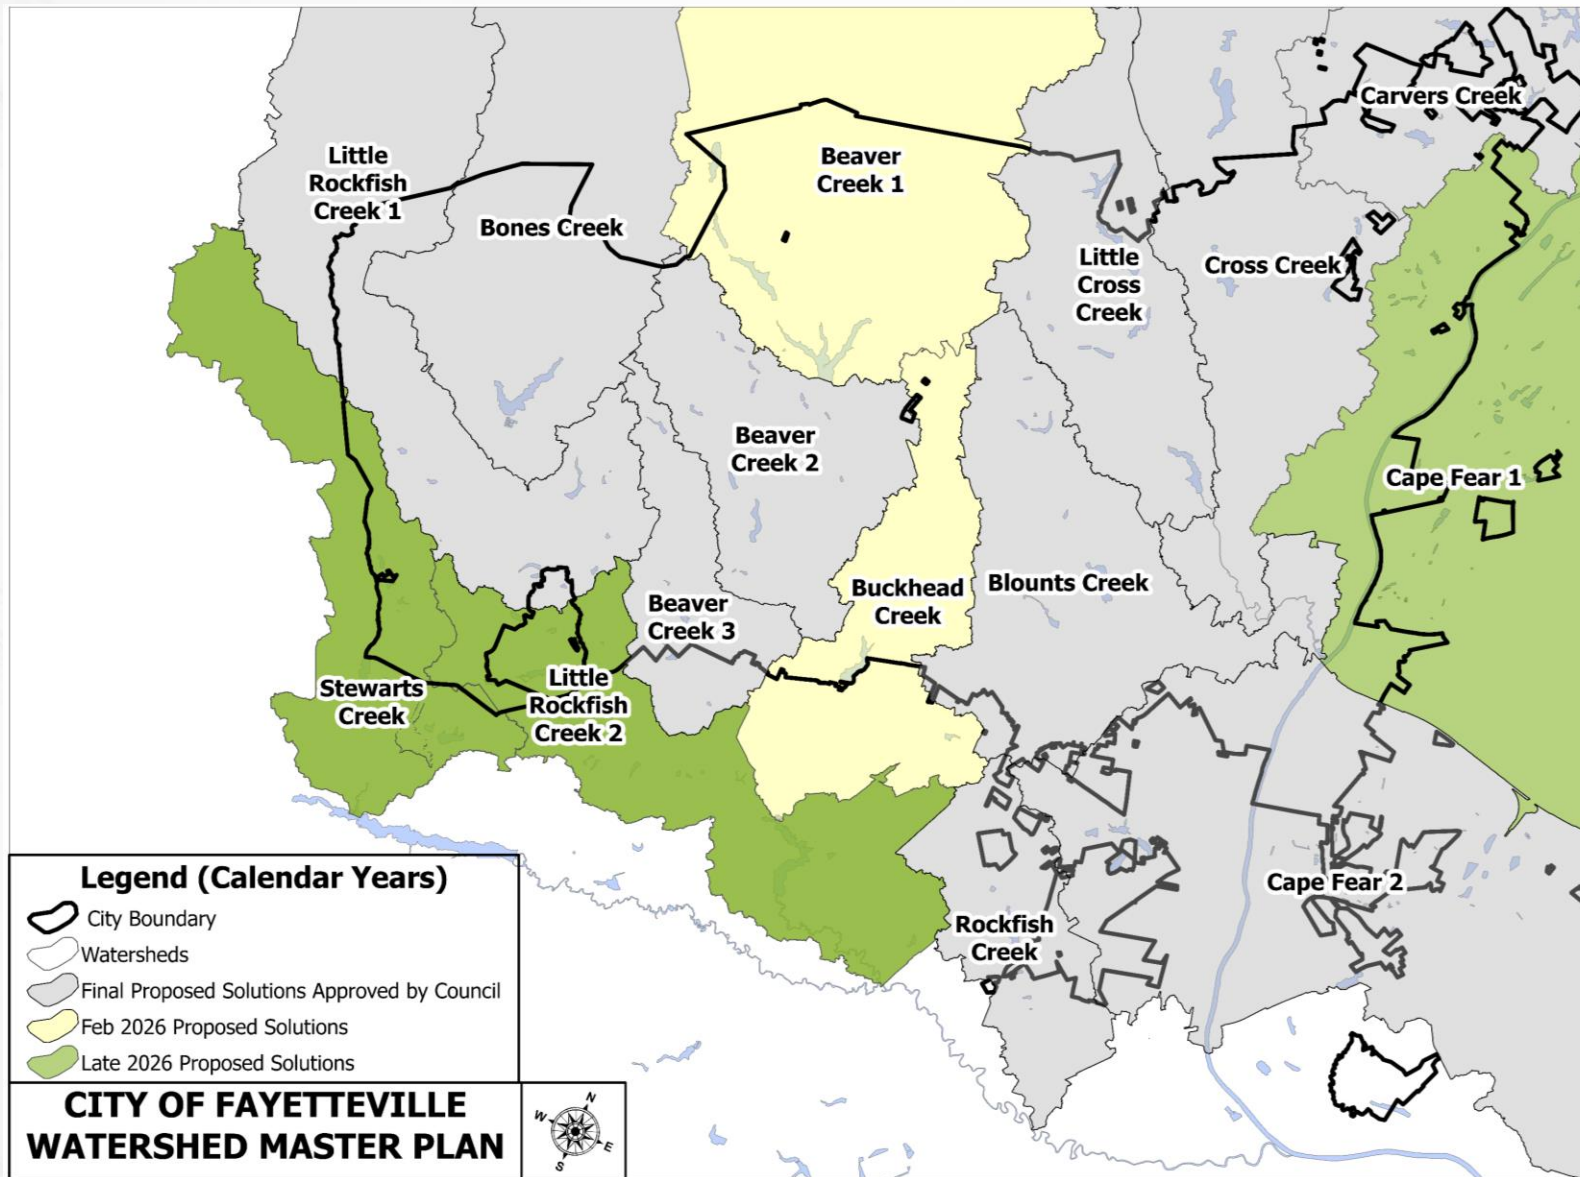 Carvers Creek
Little
Rockfish
Creek 1
Beaver
Creek 1
Bones Creek
Little
Cross
Creek
Cross Creek
Beaver
Creek 2
Cape Fear 1
Buckhead
Creek
Blounts Creek
Beaver
Creek 3
Stewarts
Creek
Little
Rockfish
Creek 2
Cape Fear 2
Rockfish
Creek
Legend (Calendar Years)
City Boundary
Watersheds
Final Proposed Solutions Approved by Council
Feb 2026 Proposed Solutions
Late 2026 Proposed Solutions
CITY OF FAYETTEVILLE
WATERSHED MASTER PLAN
N
W
E
S